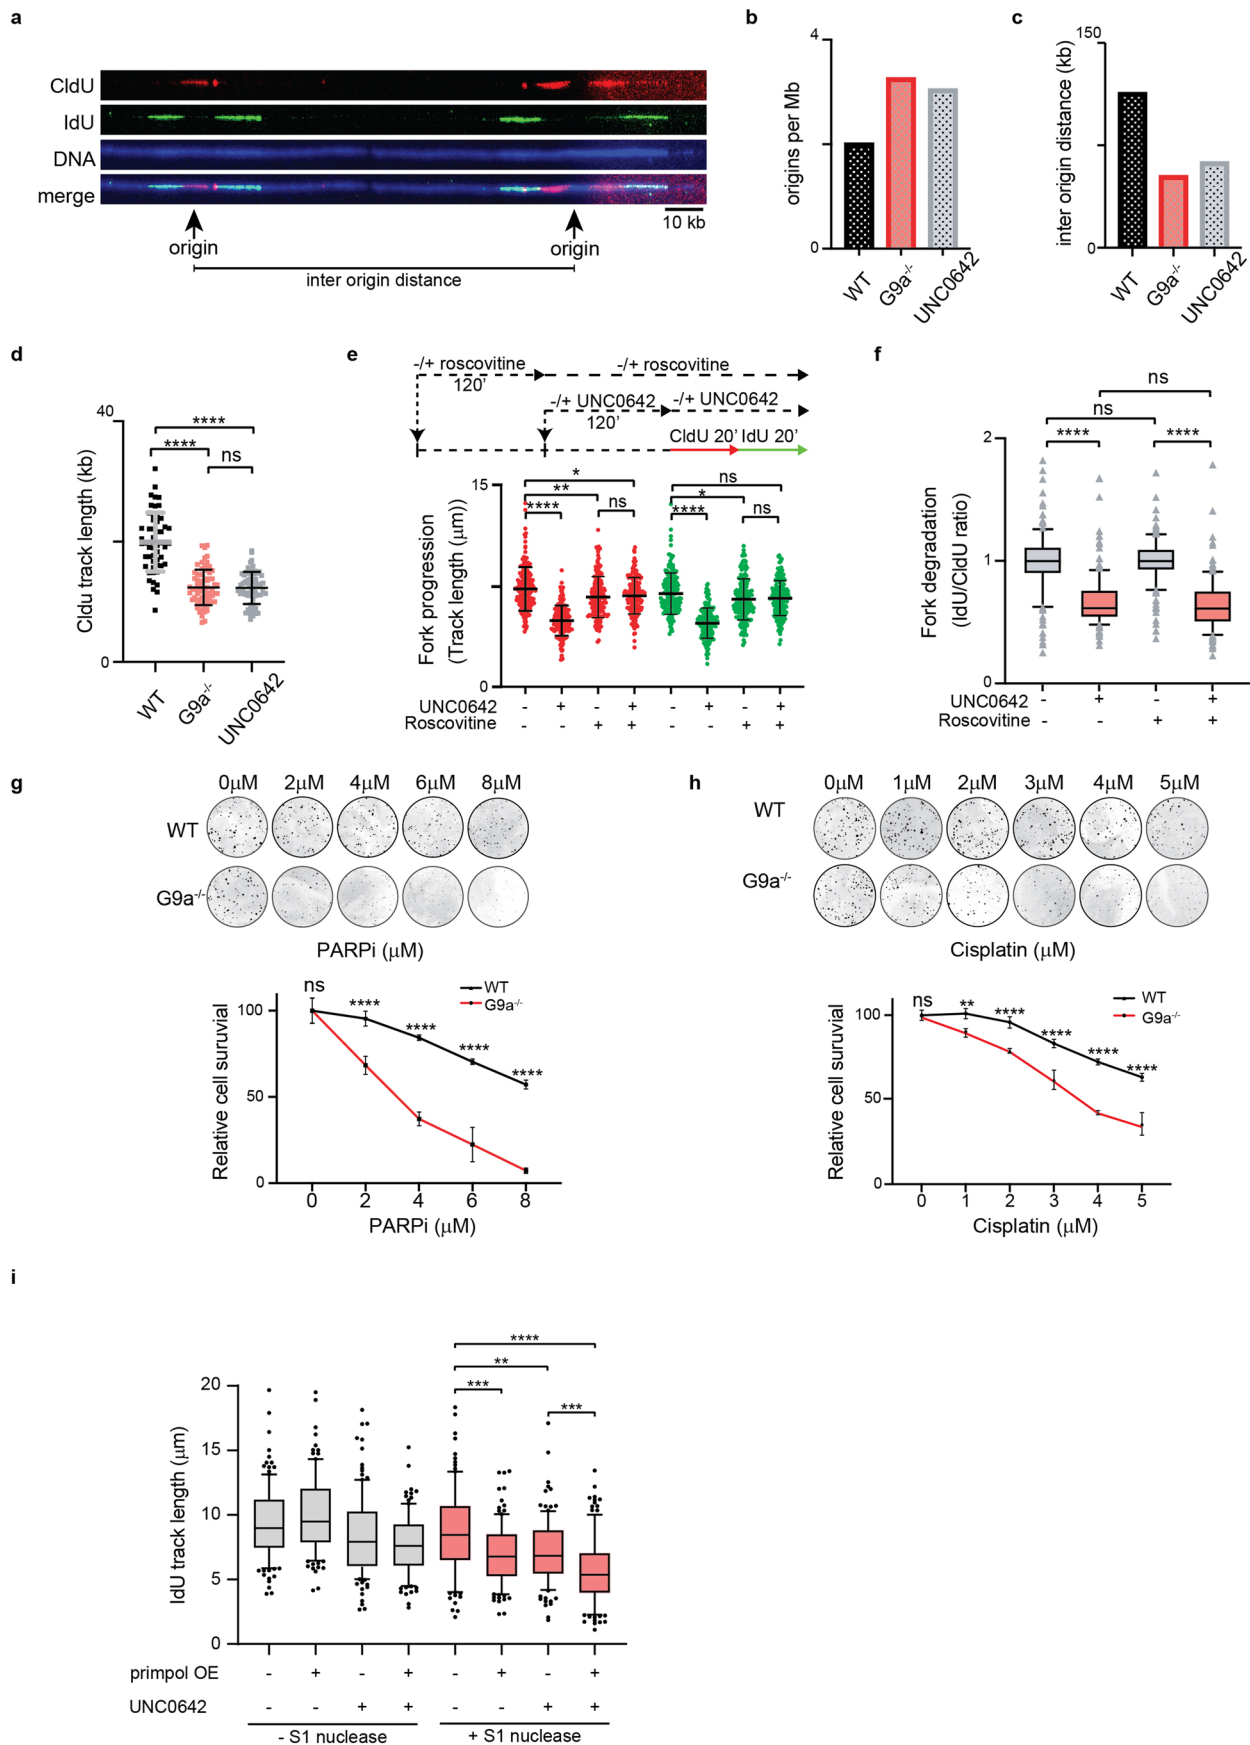 a
CldU
IdU
DNA
merge
10 kb
origin origin
inter origin distance
b
origins per Mb
4
0
WT G9a-/- UNC0642
c
inter origin distance (kb)
150
0
WT G9a-/- UNC0642
d
Cldu track length (kb)
40
0
**** **** ns
WT G9a-/- UNC0642
e
-/+ roscovitine -/+ roscovitine
120’
-/+ UNC0642 -/+ UNC0642
120’
CldU 20’ IdU 20’
Fork progression
(Track length (μm))
15
0
* ns
** *
**** ns **** ns
UNC0642 - + - + - + - +
Roscovitine - - + + - - + +
f
Fork degradation
(IdU/CldU ratio)
2
1
0
ns
ns
**** ****
UNC0642 - + - +
Roscovitine - - + +
g
0μM 2μM 4μM 6μM 8μM
WT
G9a-/-
PARPi (μM)
Relative cell suruvial
100
50
0
ns **** **** **** ****
WT
G9a-/-
0 2 4 6 8
PARPi (μM)
h
0μM 1μM 2μM 3μM 4μM 5μM
WT
G9a-/-
Cisplatin (μM)
Relative cell suruvial
100
50
0
ns ** **** **** **** ****
WT
G9a-/-
0 1 2 3 4 5
Cisplatin (μM)
i
IdU track length (μm)
20
15
10
5
0
****
**
***
***
primpol OE - + - + - + - +
UNC0642 - - + + - - + +
- S1 nuclease + S1 nuclease